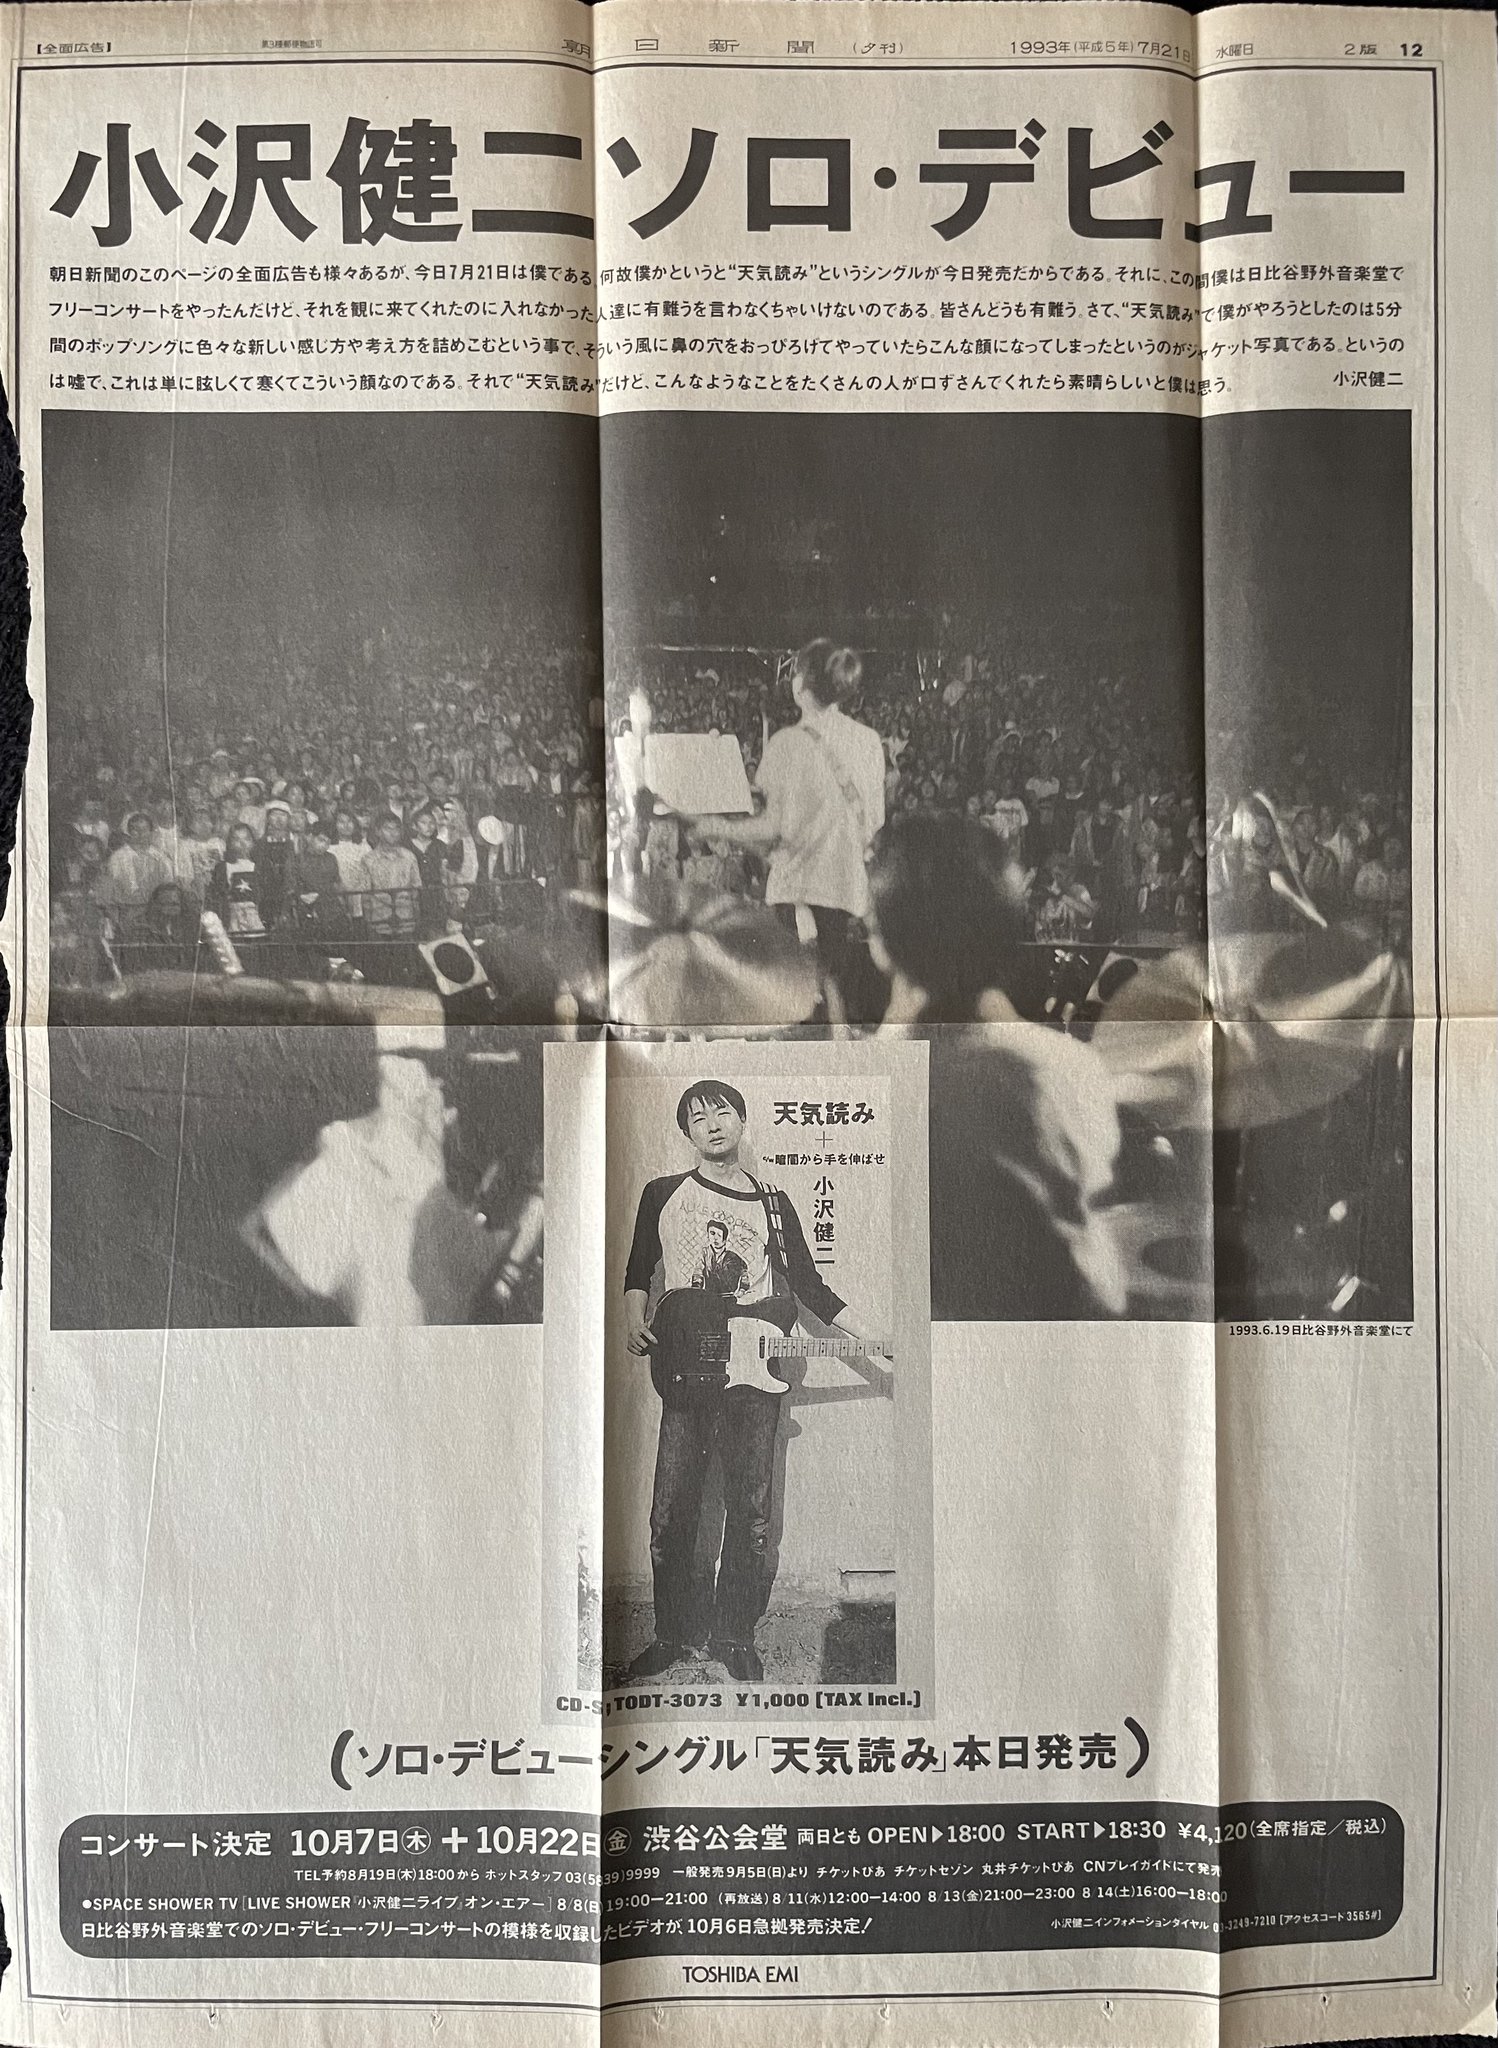 【全面広告】 第3種郵便物認可 朝日新聞 (夕刊) 1993年(平成5年)7月21日 水曜日 2版 12
小沢健二ソロ・デビュー
朝日新聞のこのページの全面広告も様々あるが、今日7月21日は僕である。何故僕かというと“天気読み”というシングルが今日発売だからである。それに、この間僕は日比谷野外音楽堂で
フリーコンサートをやったんだけど、それを観に来てくれたのに入れなかった人達に有難うを言わなくちゃいけないのである。皆さんどうも有難う。さて、“天気読み”で僕がやろうとしたのは5分
間のポップソングに色々な新しい感じ方や考え方を詰めこむという事で、そういう風に鼻の穴をおっぴろげてやっていたらこんな顔になってしまったというのがジャケット写真である。というの
は嘘で、これは単に眩しくて寒くてこういう顔なのである。それで“天気読み”だけど、こんなようなことをたくさんの人が口ずさんでくれたら素晴らしいと僕は思う。 小沢健二
天気読み
+
c/w 暗闇から手を伸ばせ
小沢健二
1993.6.19日比谷野外音楽堂にて
CD-S; TODT-3073 ¥1,000 [TAX Incl.]
(ソロ・デビューシングル「天気読み」本日発売)
コンサート決定 10月7日㊍+10月22日㊎ 渋谷公会堂 両日とも OPEN▶18:00 START▶18:30 ¥4,120(全席指定/税込)
TEL予約8月19日(木)18:00から ホットスタッフ 03(5839)9999 一般発売9月5日(日)より チケットぴあ チケットセゾン 丸井チケットぴあ CNプレイガイドにて発売
●SPACE SHOWER TV [LIVE SHOWER『小沢健二ライブ』オン・エアー] 8/8(日)19:00—21:00 (再放送) 8/11(水)12:00—14:00 8/13(金)21:00—23:00 8/14(土)16:00—18:00
日比谷野外音楽堂でのソロ・デビュー・フリーコンサートの模様を収録したビデオが、10月6日急拠発売決定! 小沢健二インフォメーションダイヤル 03-3249-7210 [アクセスコード 3565#]
TOSHIBA EMI